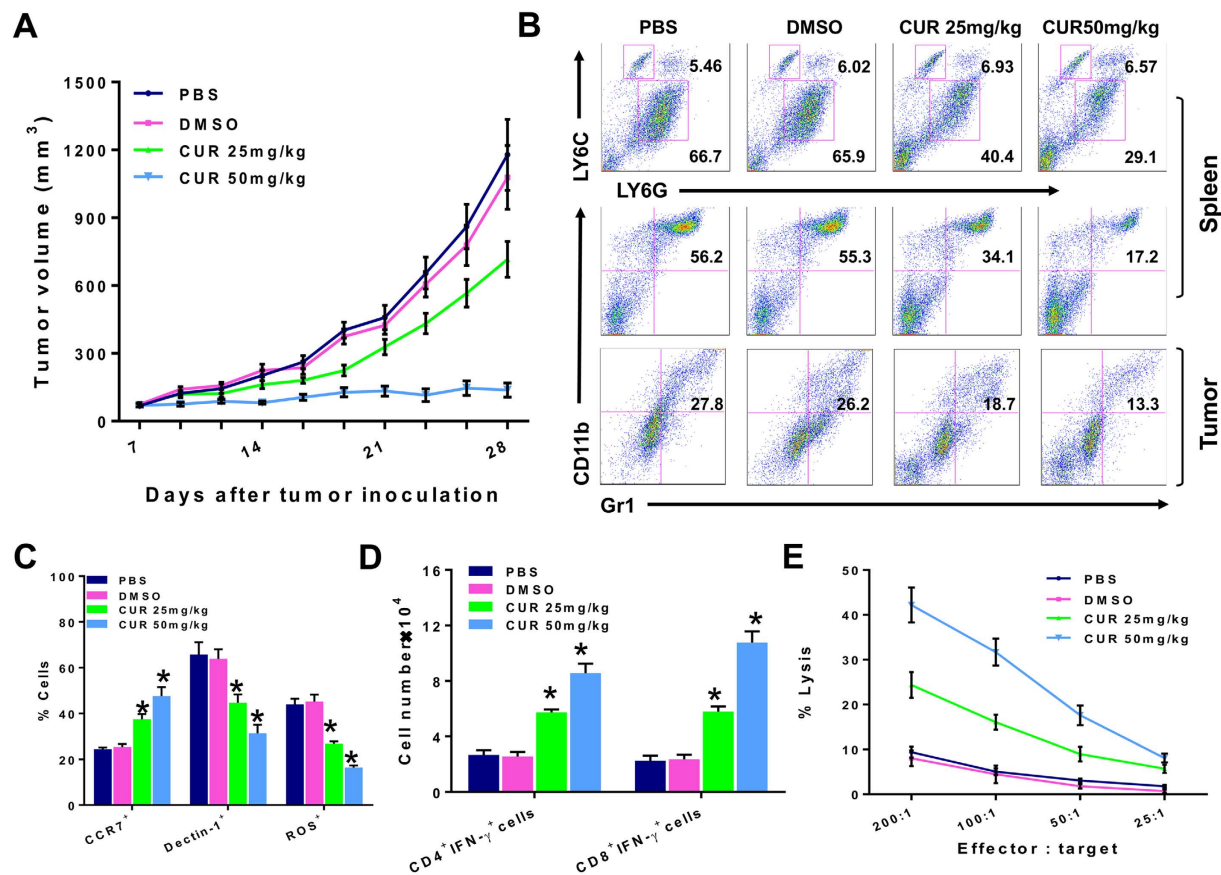 A
Tumor volume (mm³)
1500
1200
900
600
300
0
PBS
DMSO
CUR 25mg/kg
CUR 50mg/kg
7
14
21
28
Days after tumor inoculation
B
PBS DMSO CUR 25mg/kg CUR50mg/kg
LY6C
5.46 6.02 6.93 6.57
66.7 65.9 40.4 29.1
LY6G
Spleen
56.2 55.3 34.1 17.2
CD11b
27.8 26.2 18.7 13.3
Tumor
Gr1
C
% Cells
100
80
60
40
20
0
PBS
DMSO
CUR 25mg/kg
CUR 50mg/kg
* * * * * *
CCR7⁺ Dectin-1⁺ ROS⁺
D
Cell number✖10⁴
16
12
8
4
0
PBS
DMSO
CUR 25mg/kg
CUR 50mg/kg
* * * *
CD4⁺IFN-γ⁺cells CD8⁺IFN-γ⁺cells
E
% Lysis
50
40
30
20
10
0
PBS
DMSO
CUR 25mg/kg
CUR 50mg/kg
200:1 100:1 50:1 25:1
Effector : target